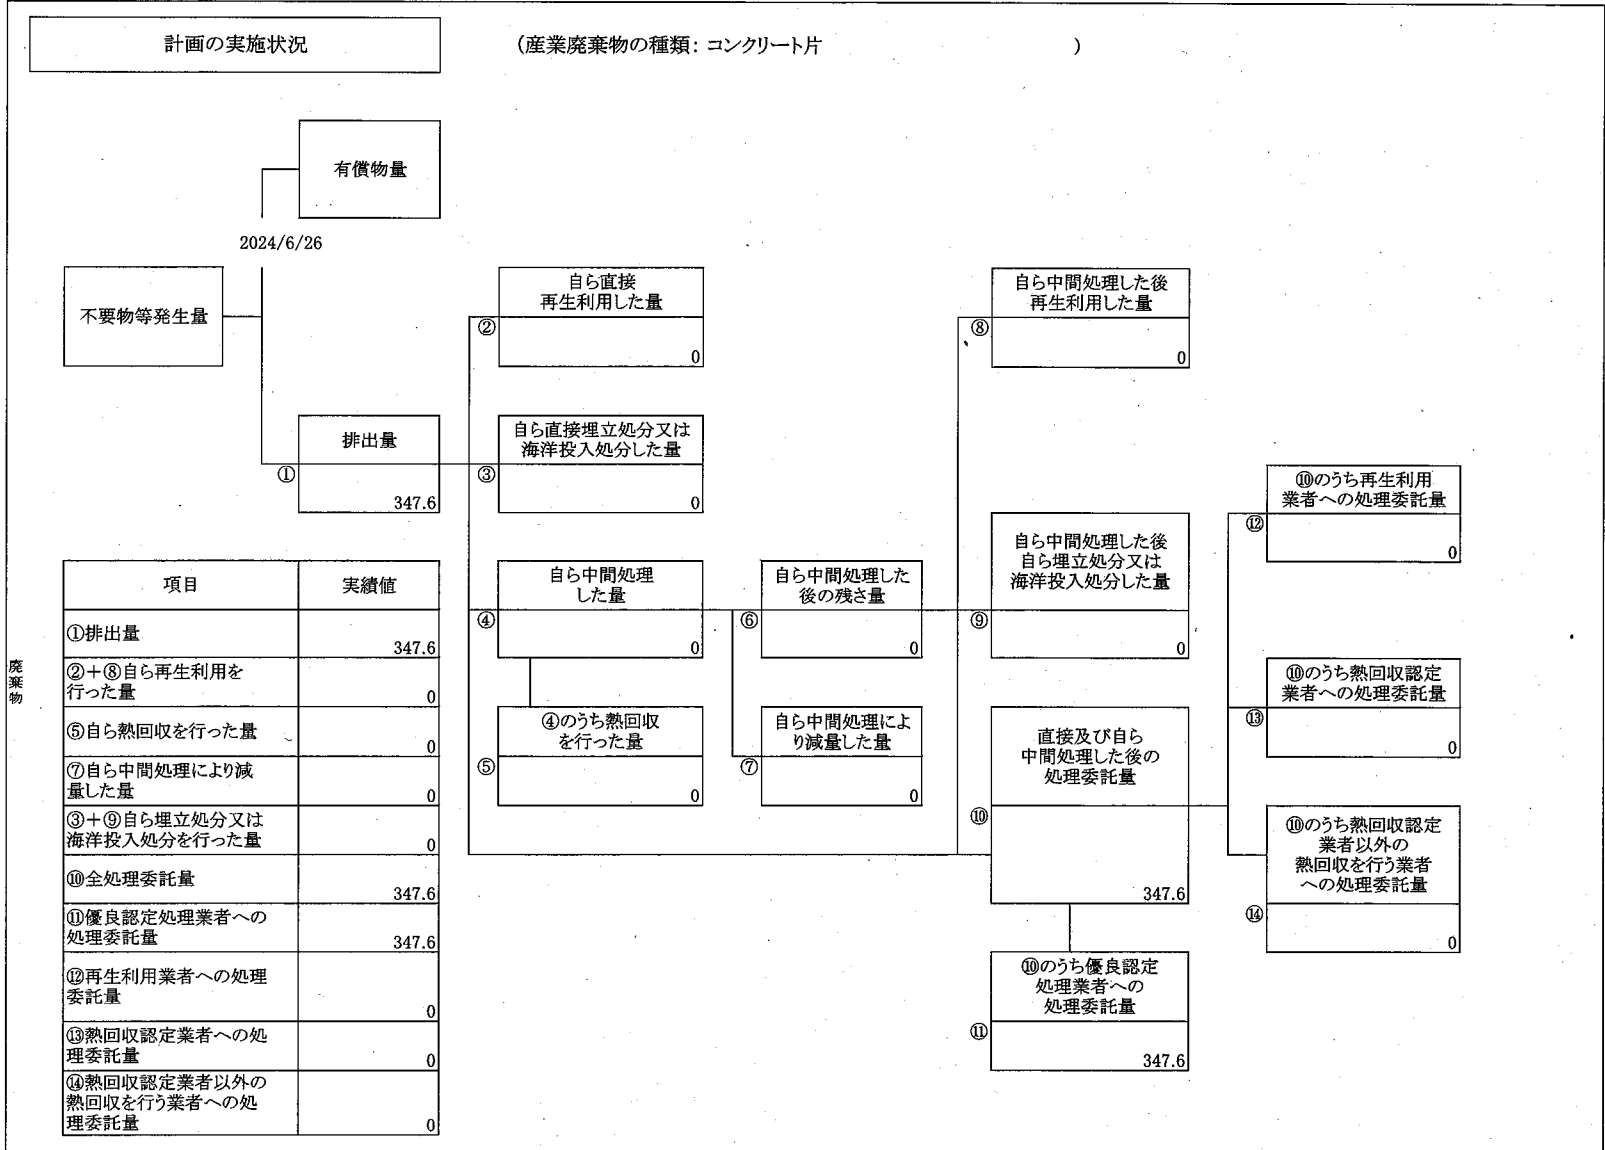 計画の実施状況
(産業廃棄物の種類: コンクリート片 )
有償物量
2024/6/26
不要物等発生量
排出量
①
347.6
自ら直接
再生利用した量
②
0
自ら直接埋立処分又は
海洋投入処分した量
③
0
自ら中間処理
した量
④
0
④のうち熱回収
を行った量
⑤
0
自ら中間処理した
後の残さ量
⑥
0
自ら中間処理によ
り減量した量
⑦
0
自ら中間処理した後
再生利用した量
⑧
0
自ら中間処理した後
自ら埋立処分又は
海洋投入処分した量
⑨
0
直接及び自ら
中間処理した後の
処理委託量
⑩
347.6
⑩のうち優良認定
処理業者への
処理委託量
⑪
347.6
⑩のうち再生利用
業者への処理委託量
⑫
0
⑩のうち熱回収認定
業者への処理委託量
⑬
0
⑩のうち熱回収認定
業者以外の
熱回収を行う業者
への処理委託量
⑭
0
項目 実績値
①排出量
347.6
②+⑧自ら再生利用を
行った量
0
⑤自ら熱回収を行った量
0
⑦自ら中間処理により減
量した量
0
③+⑨自ら埋立処分又は
海洋投入処分を行った量
0
⑩全処理委託量
347.6
⑪優良認定処理業者への
処理委託量
347.6
⑫再生利用業者への処理
委託量
0
⑬熱回収認定業者への処
理委託量
0
⑭熱回収認定業者以外の
熱回収を行う業者への処
理委託量
0
廃棄物